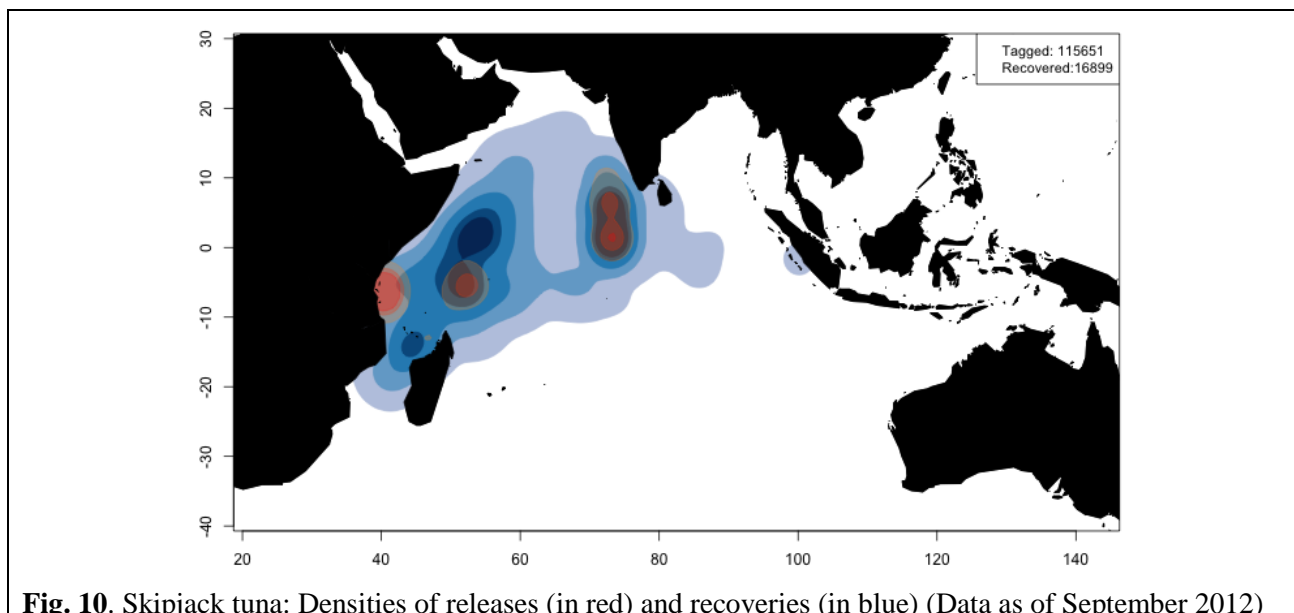 30
20
10
0
-10
-20
-30
-40
Tagged: 115651
Recovered:16899
20 40 60 80 100 120 140
Fig. 10. Skipjack tuna: Densities of releases (in red) and recoveries (in blue) (Data as of September 2012)